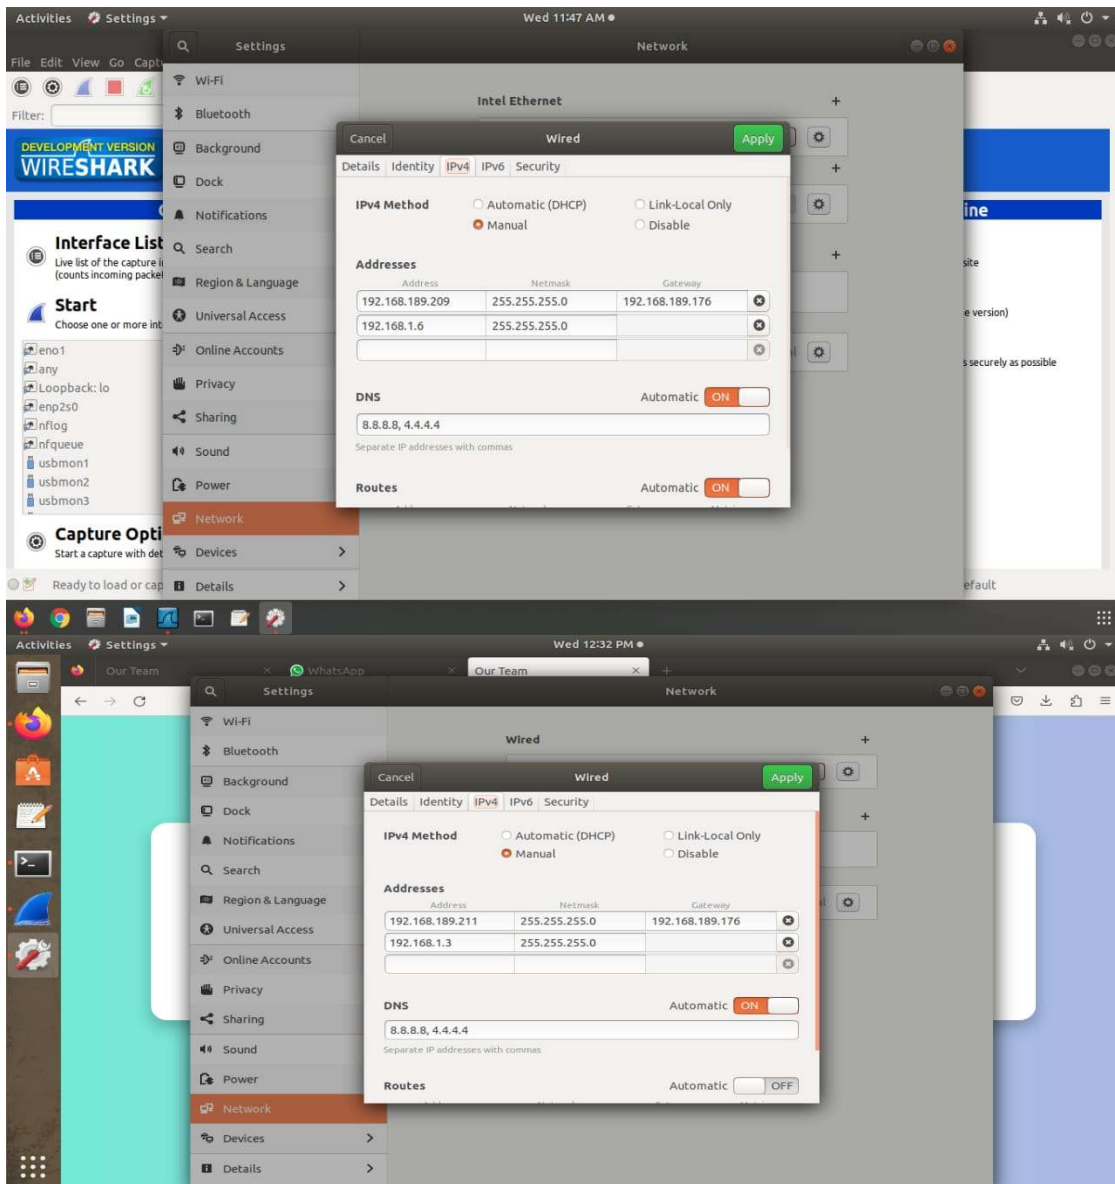 Activities Settings Wed 11:47 AM
Settings Network
File Edit View Go Capt
Filter:
DEVELOPMENT VERSION
WIRESHARK
Interface List
Live list of the capture i
(counts incoming packe
Start
Choose one or more int
eno1
any
Loopback: lo
enp2s0
nflog
nfqueue
usbmon1
usbmon2
usbmon3
Capture Opti
Start a capture with det
Ready to load or cap
Wi-Fi
Bluetooth
Background
Dock
Notifications
Search
Region & Language
Universal Access
Online Accounts
Privacy
Sharing
Sound
Power
Network
Devices
Details
Intel Ethernet
Cancel Wired Apply
Details Identity IPv4 IPv6 Security
IPv4 Method Automatic (DHCP) Link-Local Only
Manual Disable
Addresses
Address Netmask Gateway
192.168.189.209 255.255.255.0 192.168.189.176
192.168.1.6 255.255.255.0
DNS Automatic ON
8.8.8.8, 4.4.4.4
Separate IP addresses with commas
Routes Automatic ON
ine
site
e version)
s securely as possible
efault
Activities Settings Wed 12:32 PM
Our Team WhatsApp Our Team
Settings Network
Wi-Fi
Bluetooth
Background
Dock
Notifications
Search
Region & Language
Universal Access
Online Accounts
Privacy
Sharing
Sound
Power
Network
Devices
Details
Wired
Cancel Wired Apply
Details Identity IPv4 IPv6 Security
IPv4 Method Automatic (DHCP) Link-Local Only
Manual Disable
Addresses
Address Netmask Gateway
192.168.189.211 255.255.255.0 192.168.189.176
192.168.1.3 255.255.255.0
DNS Automatic ON
8.8.8.8, 4.4.4.4
Separate IP addresses with commas
Routes Automatic OFF